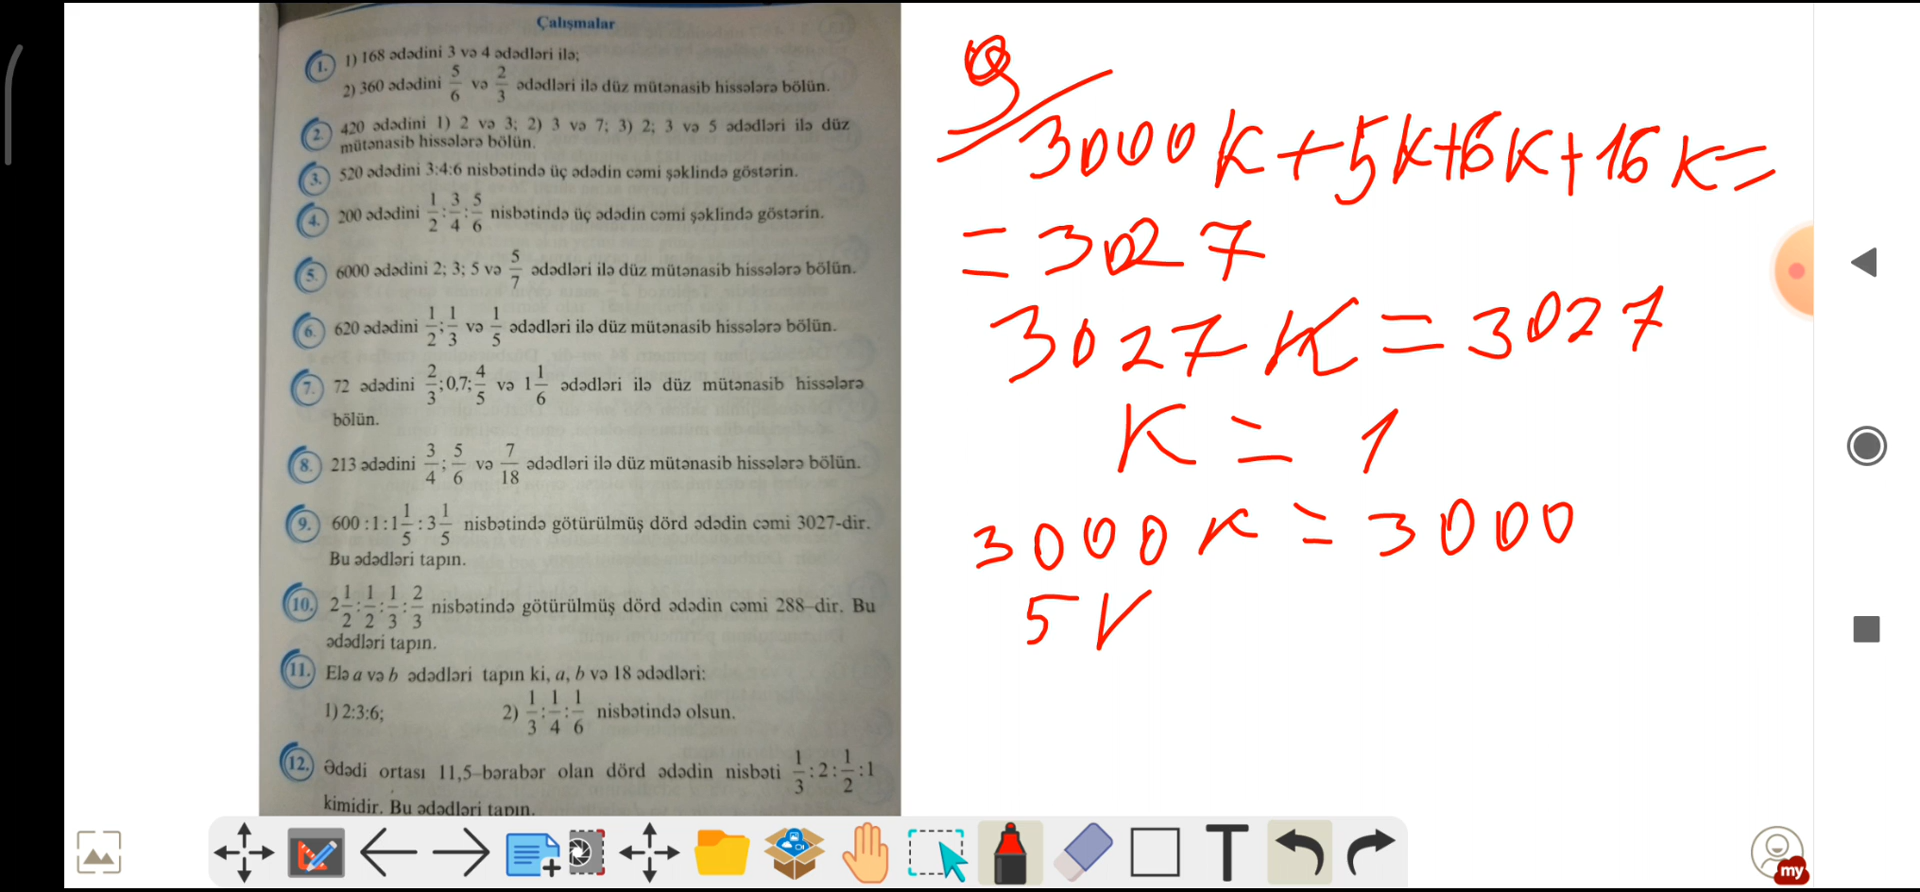 Çalışmalar
1. 1) 168 ədədini 3 və 4 ədədləri ilə;
2) 360 ədədini 5/6 və 2/3 ədədləri ilə düz mütənasib hissələrə bölün.
2. 420 ədədini 1) 2 və 3; 2) 3 və 7; 3) 2; 3 və 5 ədədləri ilə düz
mütənasib hissələrə bölün.
3. 520 ədədini 3:4:6 nisbətində üç ədədin cəmi şəklində göstərin.
4. 200 ədədini 1/2 : 3/4 : 5/6 nisbətində üç ədədin cəmi şəklində göstərin.
5. 6000 ədədini 2; 3; 5 və 5/7 ədədləri ilə düz mütənasib hissələrə bölün.
6. 620 ədədini 1/2 ; 1/3 və 1/5 ədədləri ilə düz mütənasib hissələrə bölün.
7. 72 ədədini 2/3 ; 0,7; 4/5 və 1 1/6 ədədləri ilə düz mütənasib hissələrə
bölün.
8. 213 ədədini 3/4 ; 5/6 və 7/18 ədədləri ilə düz mütənasib hissələrə bölün.
9. 600 : 1 : 1 1/5 : 3 1/5 nisbətində götürülmüş dörd ədədin cəmi 3027-dir.
Bu ədədləri tapın.
10. 2 1/2 : 1/2 : 1/3 : 2/3 nisbətində götürülmüş dörd ədədin cəmi 288–dir. Bu
ədədləri tapın.
11. Elə a və b ədədləri tapın ki, a, b və 18 ədədləri:
1) 2:3:6; 2) 1/3 : 1/4 : 1/6 nisbətində olsun.
12. Ədədi ortası 11,5–bərabər olan dörd ədədin nisbəti 1/3 : 2 : 1/2 : 1
kimidir. Bu ədədləri tapın.
9/ 3000K+5K+6K+16K=
=3027
3027K=3027
K=1
3000K=3000
5
T
my